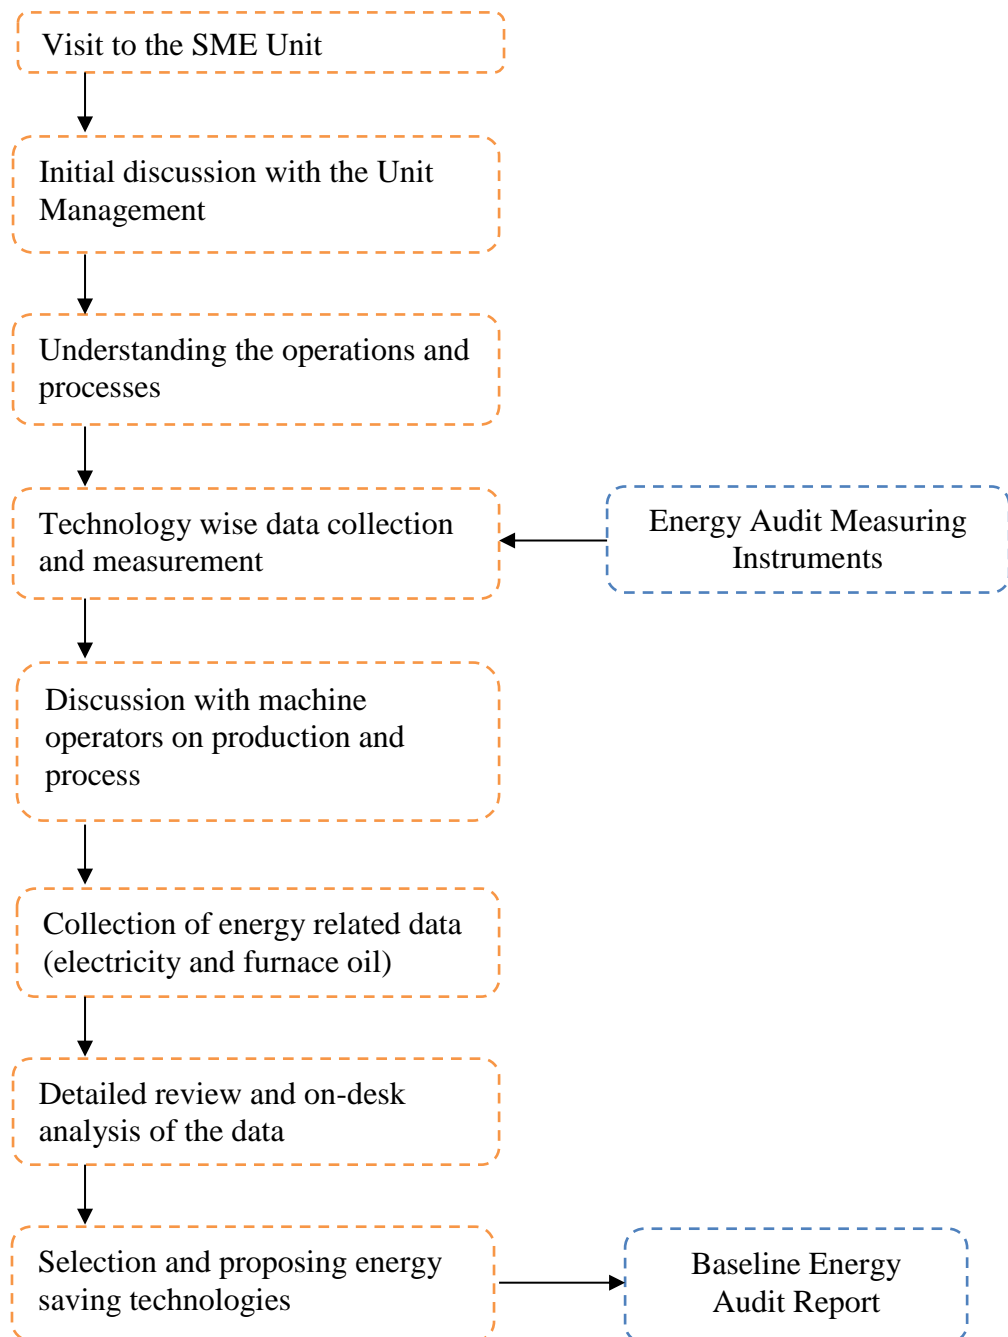 Visit to the SME Unit
Initial discussion with the Unit
Management
Understanding the operations and
processes
Technology wise data collection
and measurement
Energy Audit Measuring
Instruments
Discussion with machine
operators on production and
process
Collection of energy related data
(electricity and furnace oil)
Detailed review and on-desk
analysis of the data
Selection and proposing energy
saving technologies
Baseline Energy
Audit Report